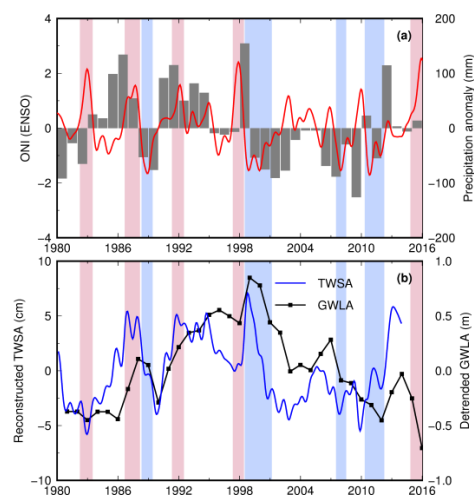 (a)
ONI (ENSO)
4
2
0
−2
−4
Precipitation anomaly (mm)
200
100
0
−100
−200
1980 1986 1992 1998 2004 2010 2016
(b)
TWSA
GWLA
Reconstructed TWSA (cm)
10
5
0
−5
−10
Detrended GWLA (m)
1.0
0.5
0.0
−0.5
−1.0
1980 1986 1992 1998 2004 2010 2016